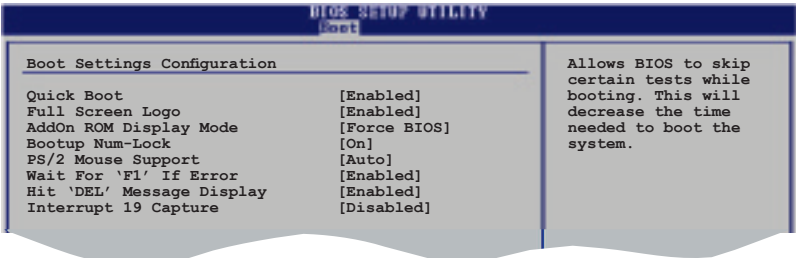 BIOS SETUP UTILITY
Boot
Boot Settings Configuration
Quick Boot [Enabled]
Full Screen Logo [Enabled]
AddOn ROM Display Mode [Force BIOS]
Bootup Num-Lock [On]
PS/2 Mouse Support [Auto]
Wait For ‘F1’ If Error [Enabled]
Hit ‘DEL’ Message Display [Enabled]
Interrupt 19 Capture [Disabled]
Allows BIOS to skip
certain tests while
booting. This will
decrease the time
needed to boot the
system.